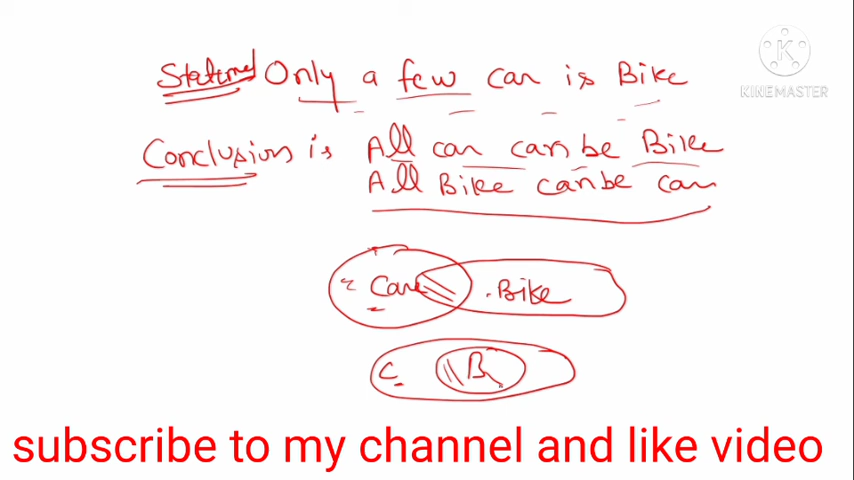 Statement Only a few car is Bike
K
KINEMASTER
Conclusion is All car can be Bike
All Bike can be car
Car Bike
C B
subscribe to my channel and like video